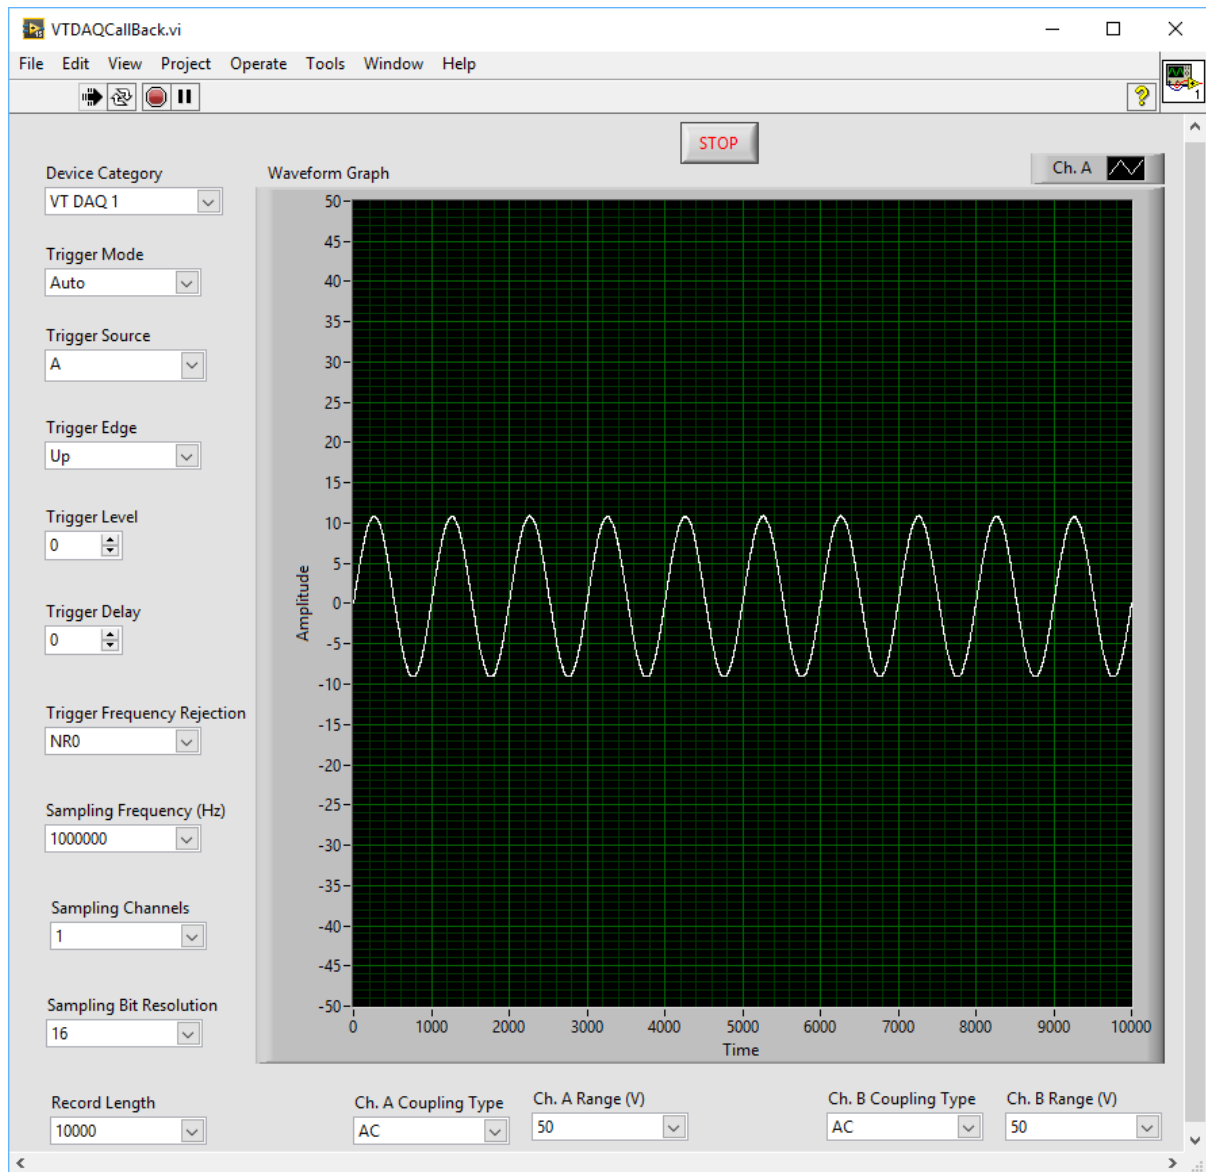 VTDAQCallBack.vi
File Edit View Project Operate Tools Window Help
1
STOP
Device Category
VT DAQ 1
Trigger Mode
Auto
Trigger Source
A
Trigger Edge
Up
Trigger Level
0
Trigger Delay
0
Trigger Frequency Rejection
NR0
Sampling Frequency (Hz)
1000000
Sampling Channels
1
Sampling Bit Resolution
16
Record Length
10000
Waveform Graph
Ch. A
50
45
40
35
30
25
20
15
10
5
0
-5
-10
-15
-20
-25
-30
-35
-40
-45
-50
Amplitude
0 1000 2000 3000 4000 5000 6000 7000 8000 9000 10000
Time
Ch. A Coupling Type
AC
Ch. A Range (V)
50
Ch. B Coupling Type
AC
Ch. B Range (V)
50